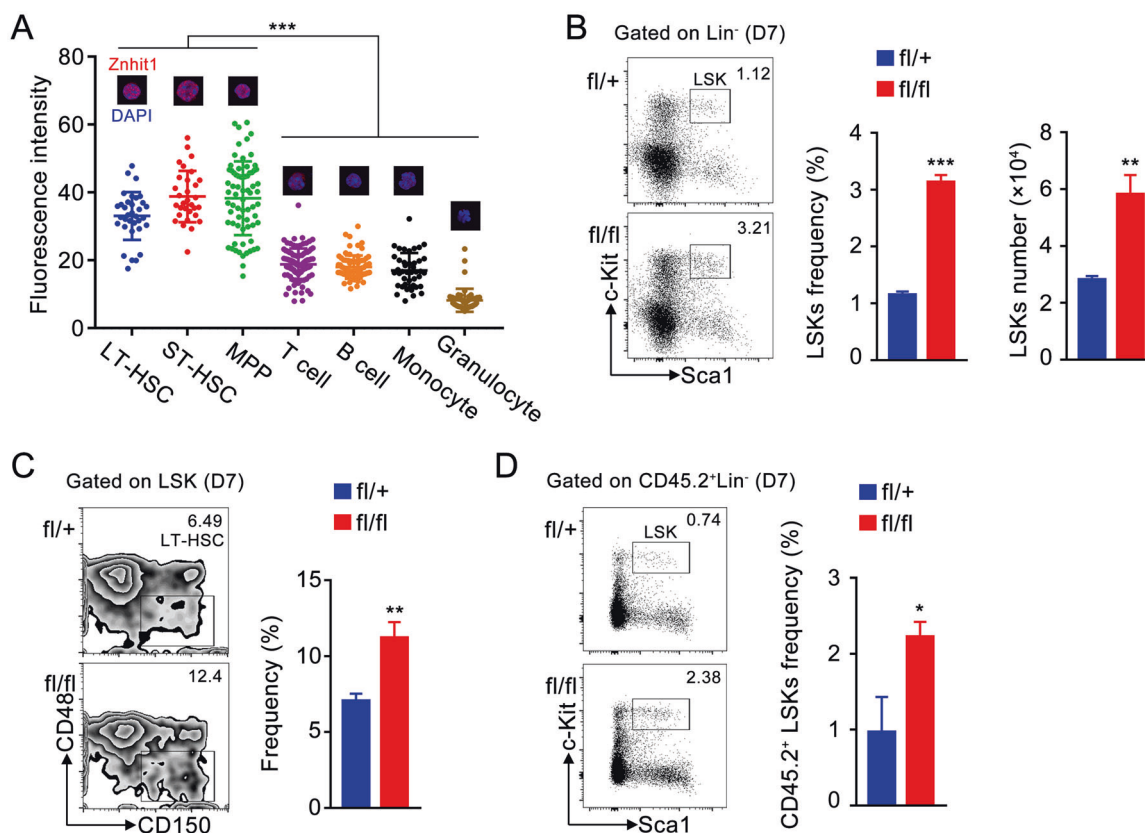 A
***
Fluorescence intensity
80
60
40
20
0
Znhit1
DAPI
LT-HSC
ST-HSC
MPP
T cell
B cell
Monocyte
Granulocyte
B
Gated on Lin⁻ (D7)
fl/+
LSK
1.12
fl/fl
3.21
c-Kit
Sca1
fl/+
fl/fl
LSKs frequency (%)
4
3
2
1
0
***
LSKs number (×10⁴)
8
6
4
2
0
**
C
Gated on LSK (D7)
fl/+
6.49
LT-HSC
fl/fl
12.4
CD48
CD150
fl/+
fl/fl
Frequency (%)
15
10
5
0
**
D
Gated on CD45.2⁺Lin⁻ (D7)
fl/+
0.74
LSK
fl/fl
2.38
c-Kit
Sca1
fl/+
fl/fl
CD45.2⁺ LSKs frequency (%)
3
2
1
0
*